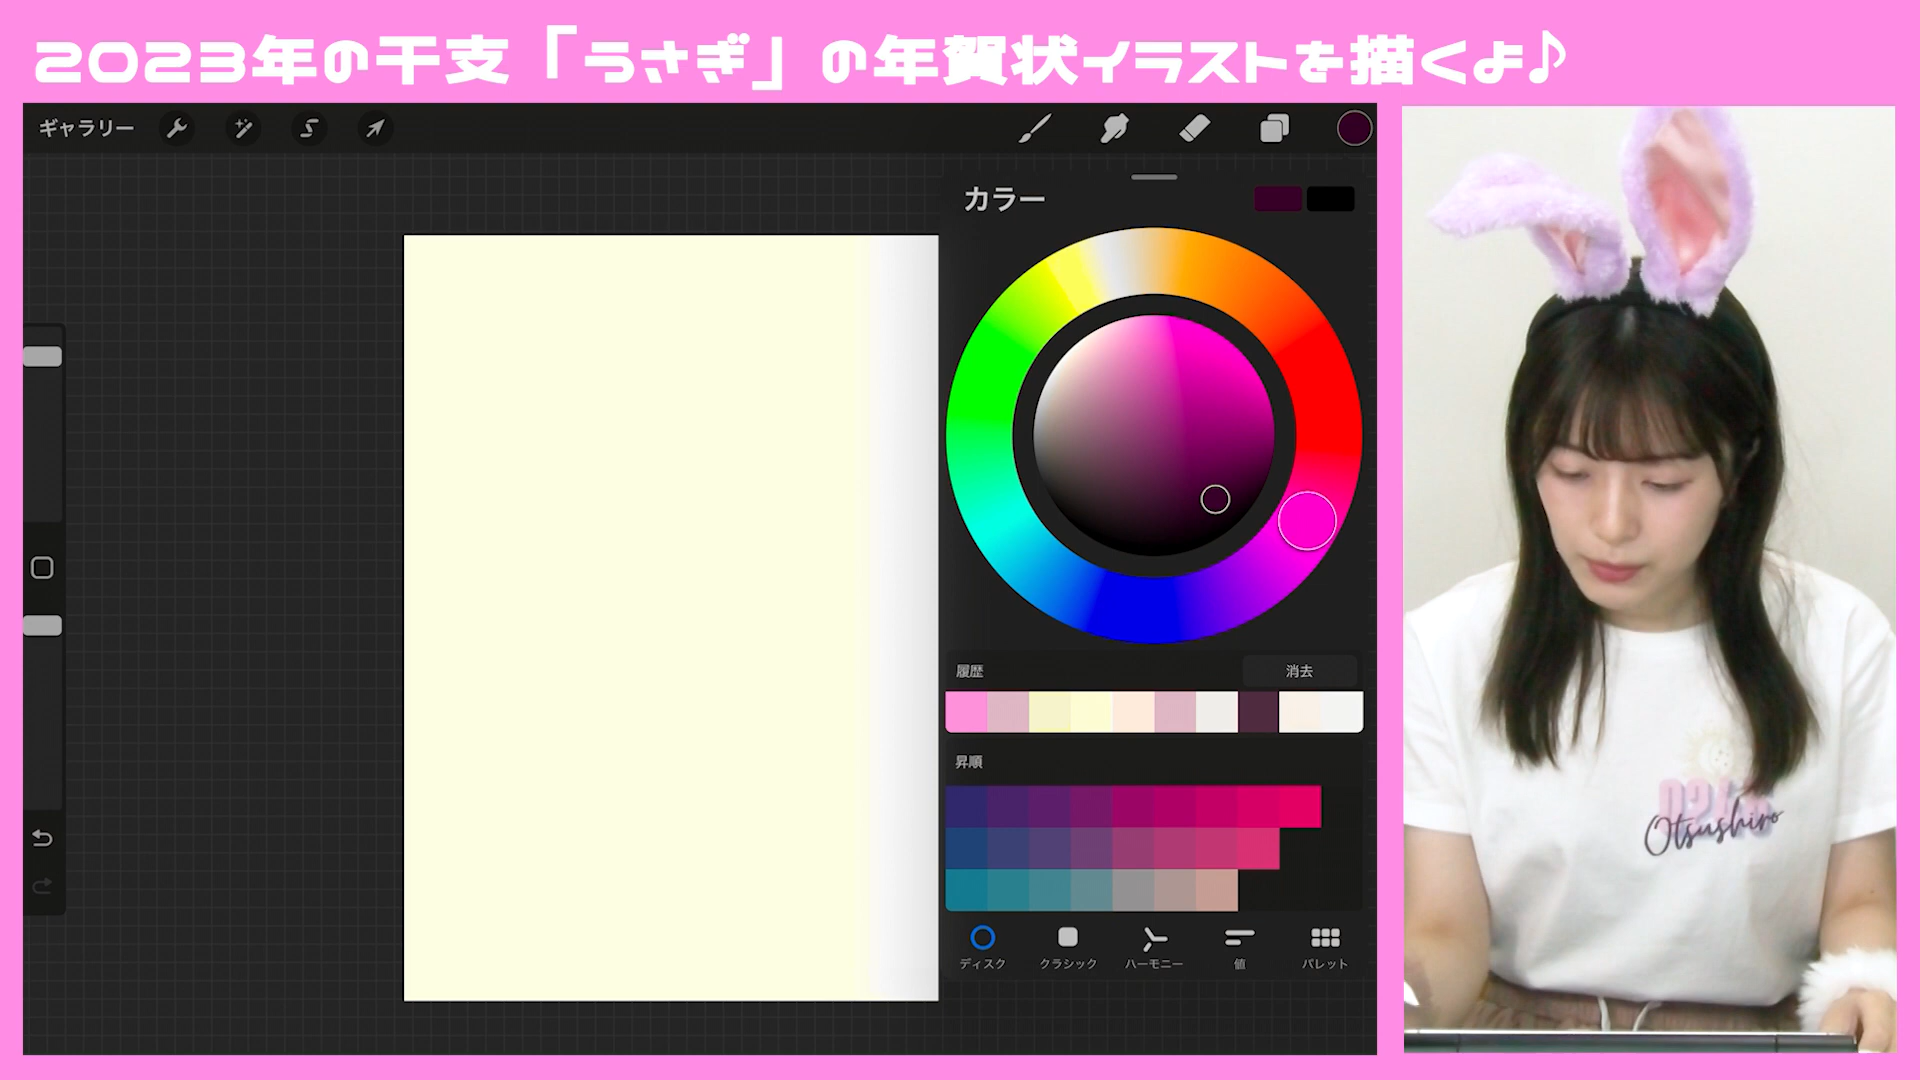 2023年の干支「うさぎ」の年賀状イラストを描くよ♪
ギャラリー
カラー
履歴
消去
昇順
ディスク
クラシック
ハーモニー
値
パレット
Otsushiro